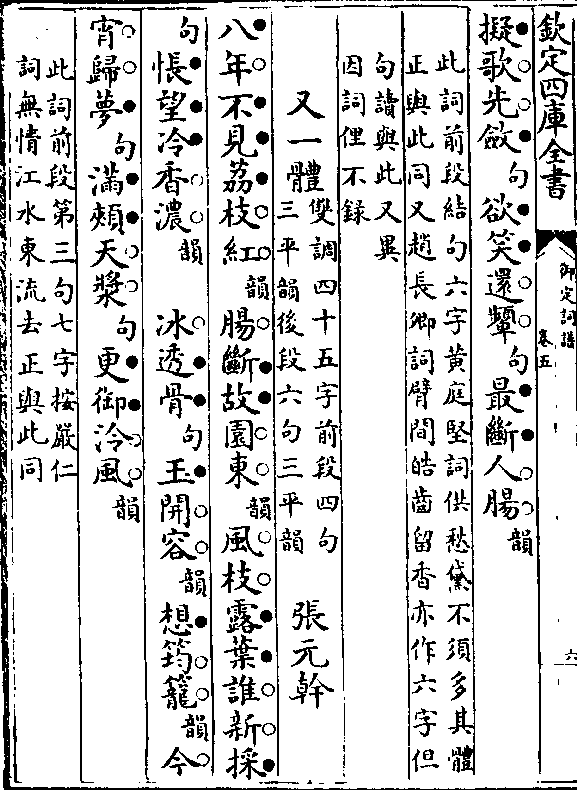 欽定四庫全書
御定詞譜
卷五
六
擬歌先斂句欲笑還顰句最斷人腸韻
此詞前段結句六字黄庭堅詞供愁黛不須多其體
正與此同又趙長卿詞臂間皓齒留香亦作六字但
句讀與此又異
因詞俚不録
又一體雙調四十五字前段四句
三平韻後段六句三平韻
張元幹
八年不見荔枝紅韻腸斷故園東韻風枝露葉誰新採
句悵望冷香濃韻冰透骨句玉開容韻想筠籠韻今
宵歸夢句滿頰天漿句更御泠風韻
此詞前段第三句七字按嚴仁
詞無情江水東流去正與此同